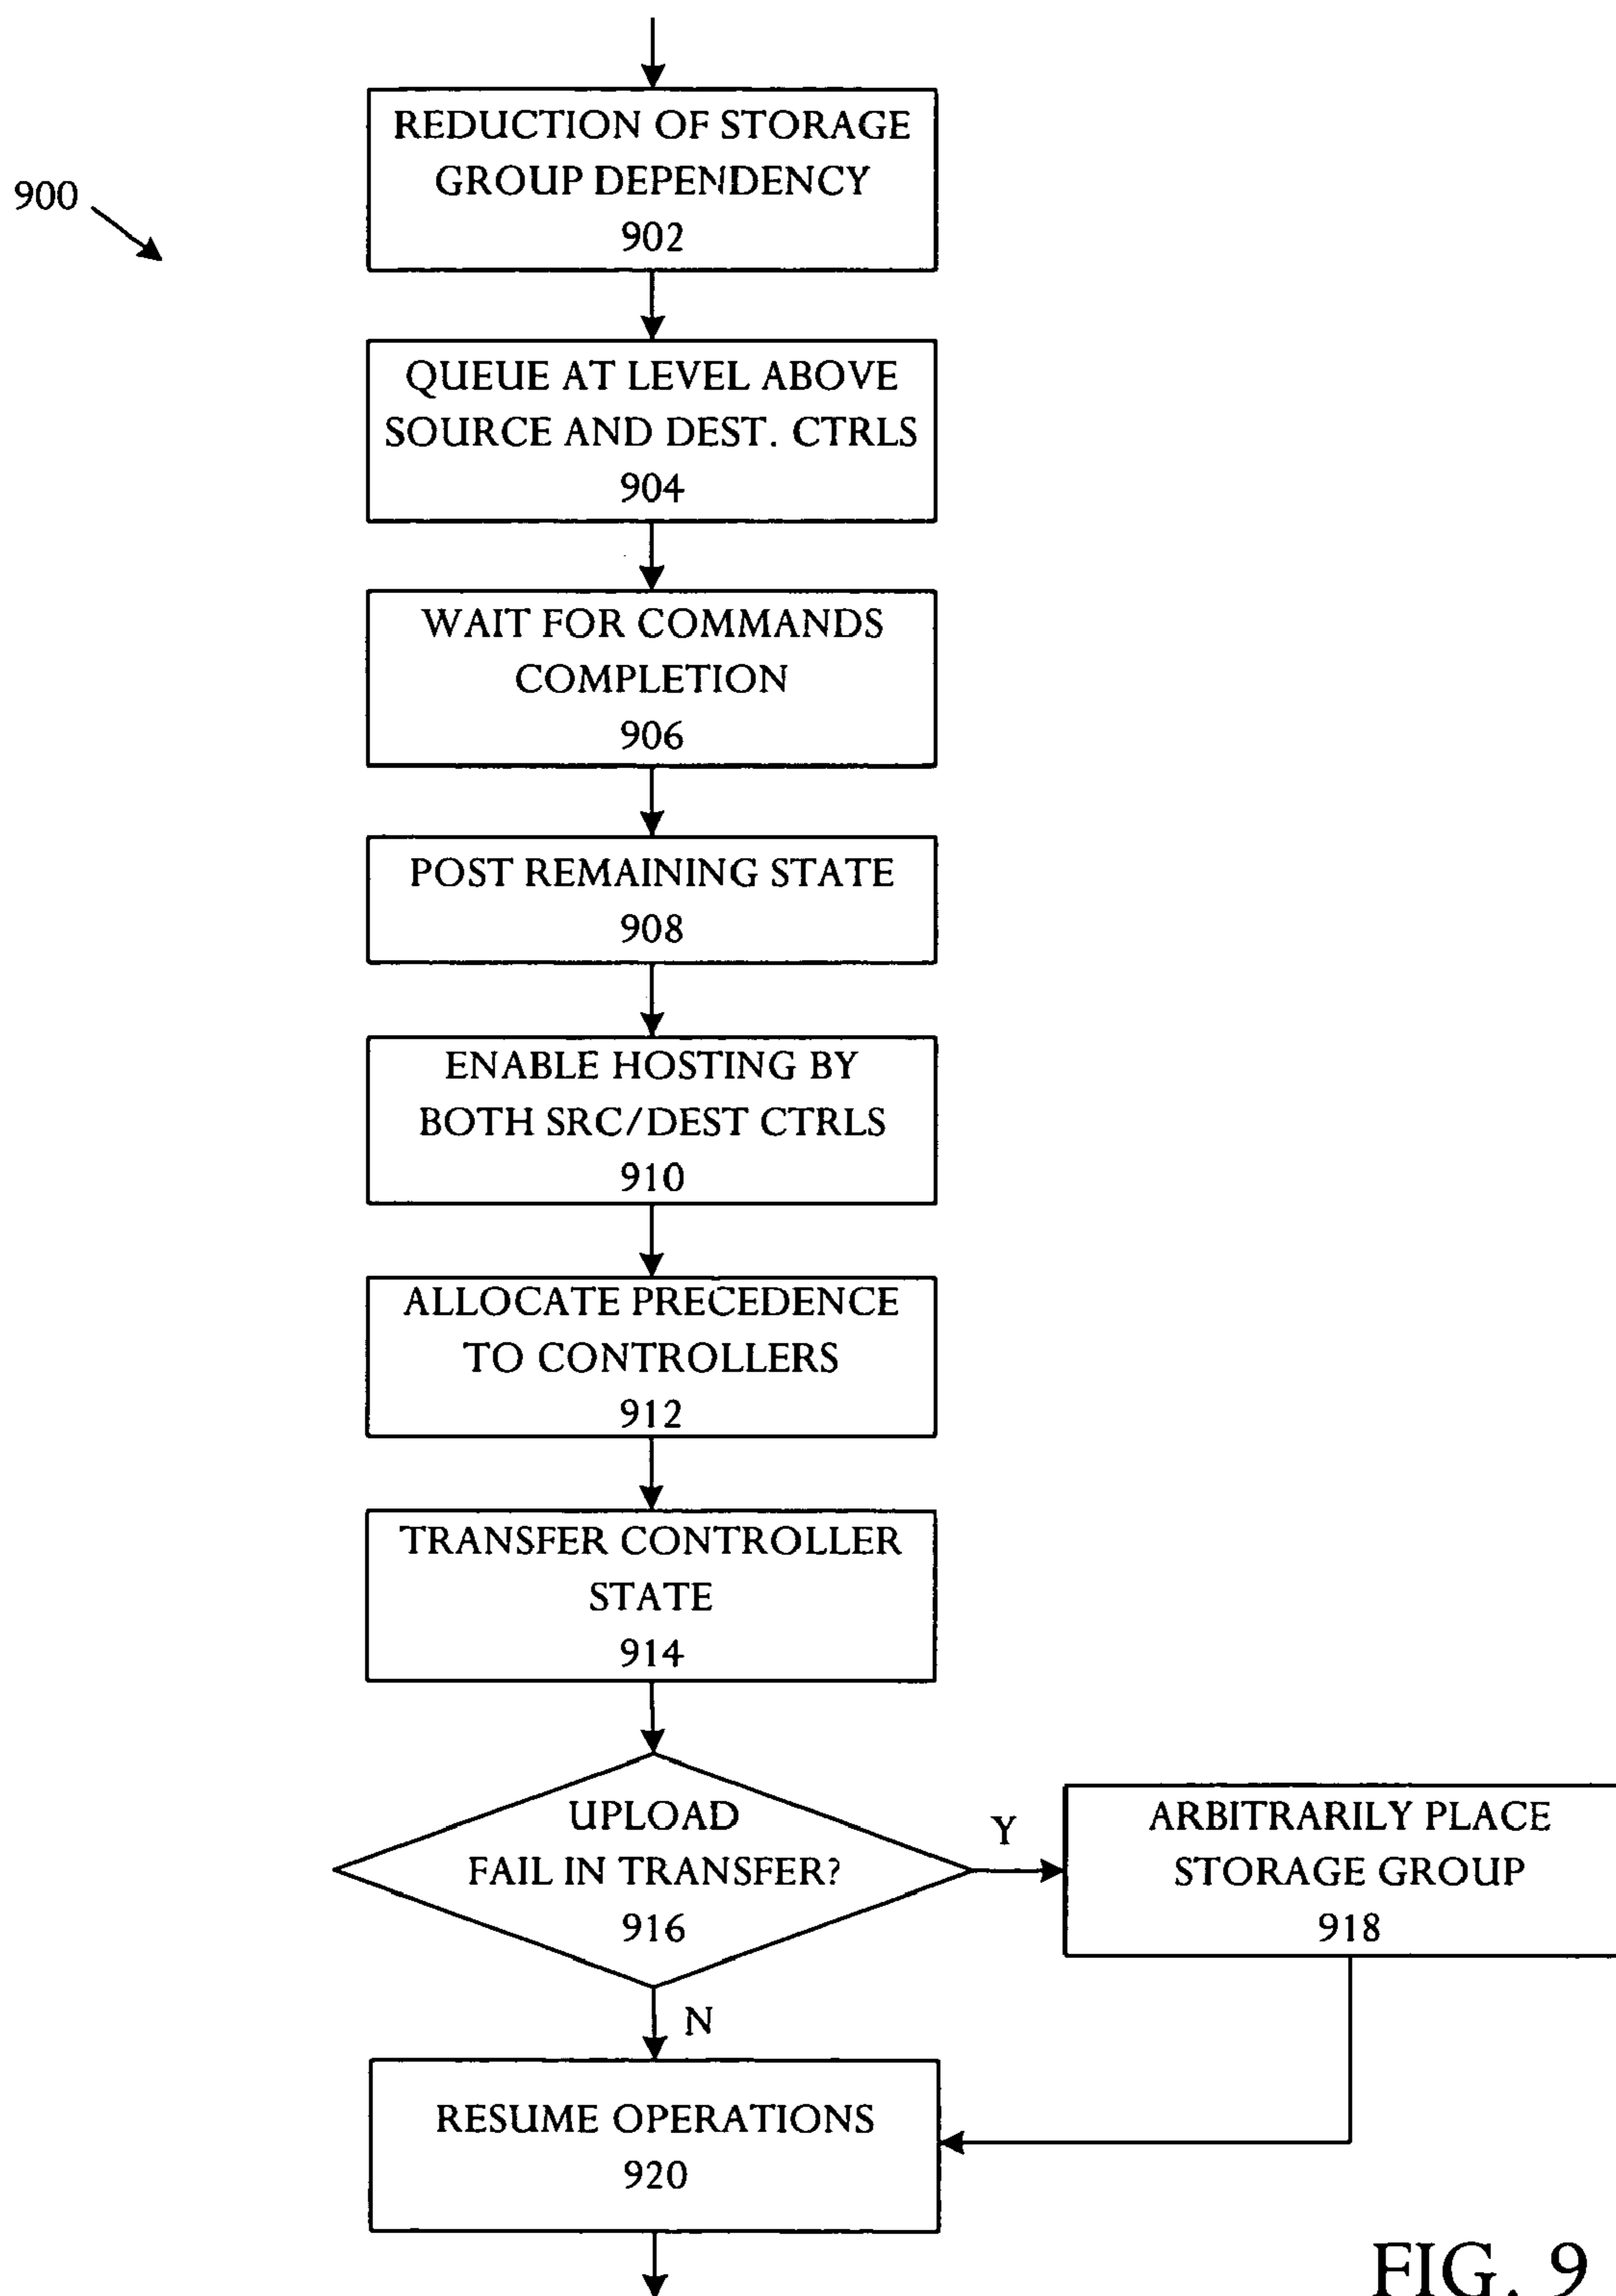 REDUCTION OF STORAGE
GROUP DEPENDENCY
902
900
QUEUE AT LEVEL ABOVE
SOURCE AND DEST. CTRLS
904
WAIT FOR COMMANDS
COMPLETION
906
POST REMAINING STATE
908
ENABLE HOSTING BY
BOTH SRC/DEST CTRLS
910
ALLOCATE PRECEDENCE
TO CONTROLLERS
912
TRANSFER CONTROLLER
STATE
914
UPLOAD
FAIL IN TRANSFER?
916
Y
ARBITRARILY PLACE
STORAGE GROUP
918
N
RESUME OPERATIONS
920
FIG. 9